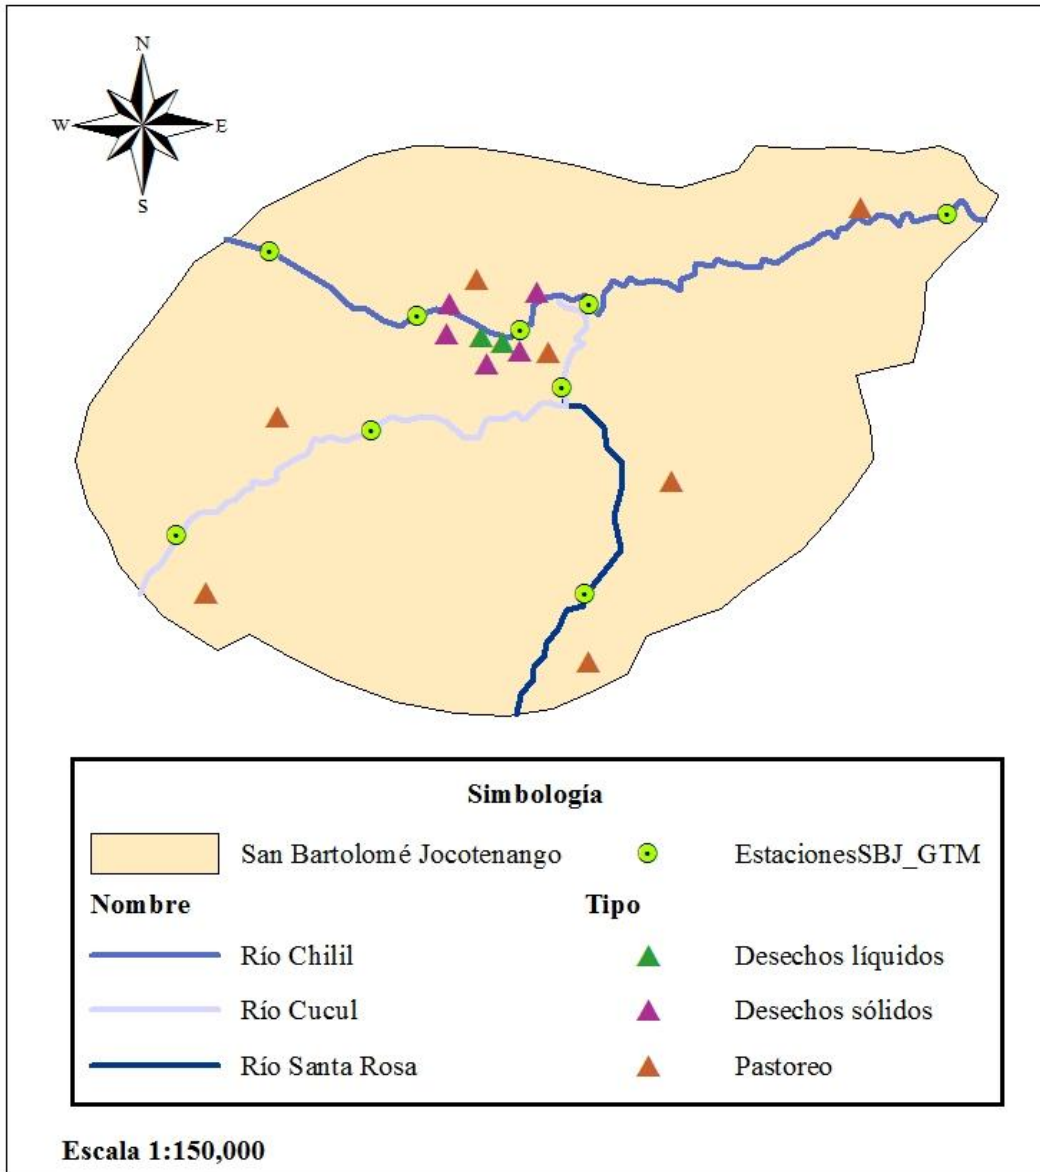 N
W E
S
Simbología
San Bartolomé Jocotenango EstacionesSBJ_GTM
Nombre Tipo
Río Chilil Desechos líquidos
Río Cucul Desechos sólidos
Río Santa Rosa Pastoreo
Escala 1:150,000